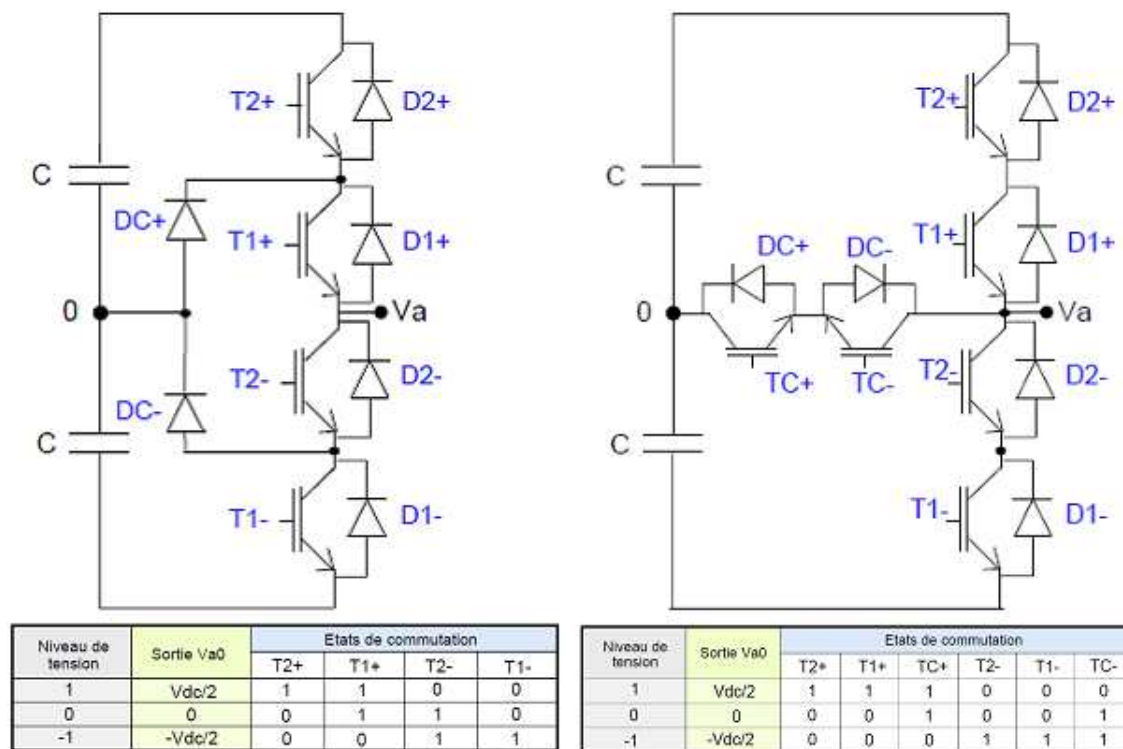 T2+ D2+ T2+ D2+
C C
DC+ T1+ D1+ DC+ DC- T1+ D1+
0 Va 0 Va
TC+ TC-
T2- D2- T2- D2-
DC-
C C
T1- D1- T1- D1-
Niveau de tension Sortie Va0 Etats de commutation
T2+ T1+ T2- T1-
1 Vdc/2 1 1 0 0
0 0 0 1 1 0
-1 -Vdc/2 0 0 1 1
Niveau de tension Sortie Va0 Etats de commutation
T2+ T1+ TC+ T2- T1- TC-
1 Vdc/2 1 1 1 0 0 0
0 0 0 0 1 0 0 1
-1 -Vdc/2 0 0 0 1 1 1